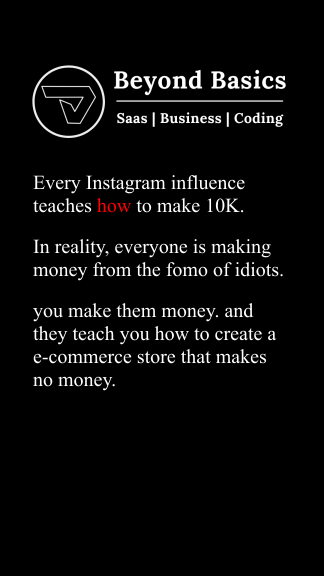 Beyond Basics
Saas | Business | Coding
Every Instagram influence
teaches how to make 10K.
In reality, everyone is making
money from the fomo of idiots.
you make them money. and
they teach you how to create a
e-commerce store that makes
no money.